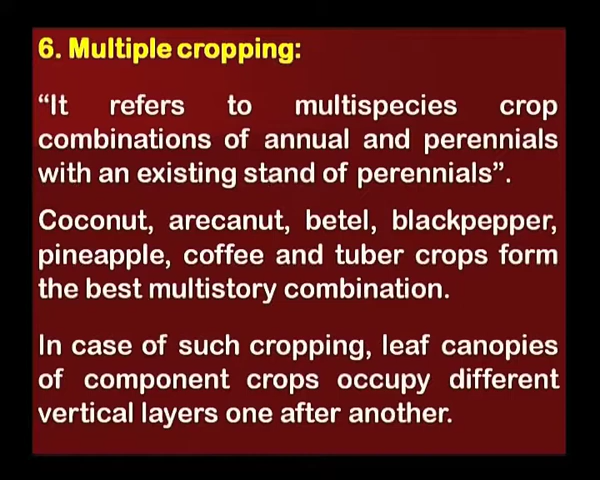 6. Multiple cropping:
“It refers to multispecies crop
combinations of annual and perennials
with an existing stand of perennials”.
Coconut, arecanut, betel, blackpepper,
pineapple, coffee and tuber crops form
the best multistory combination.
In case of such cropping, leaf canopies
of component crops occupy different
vertical layers one after another.